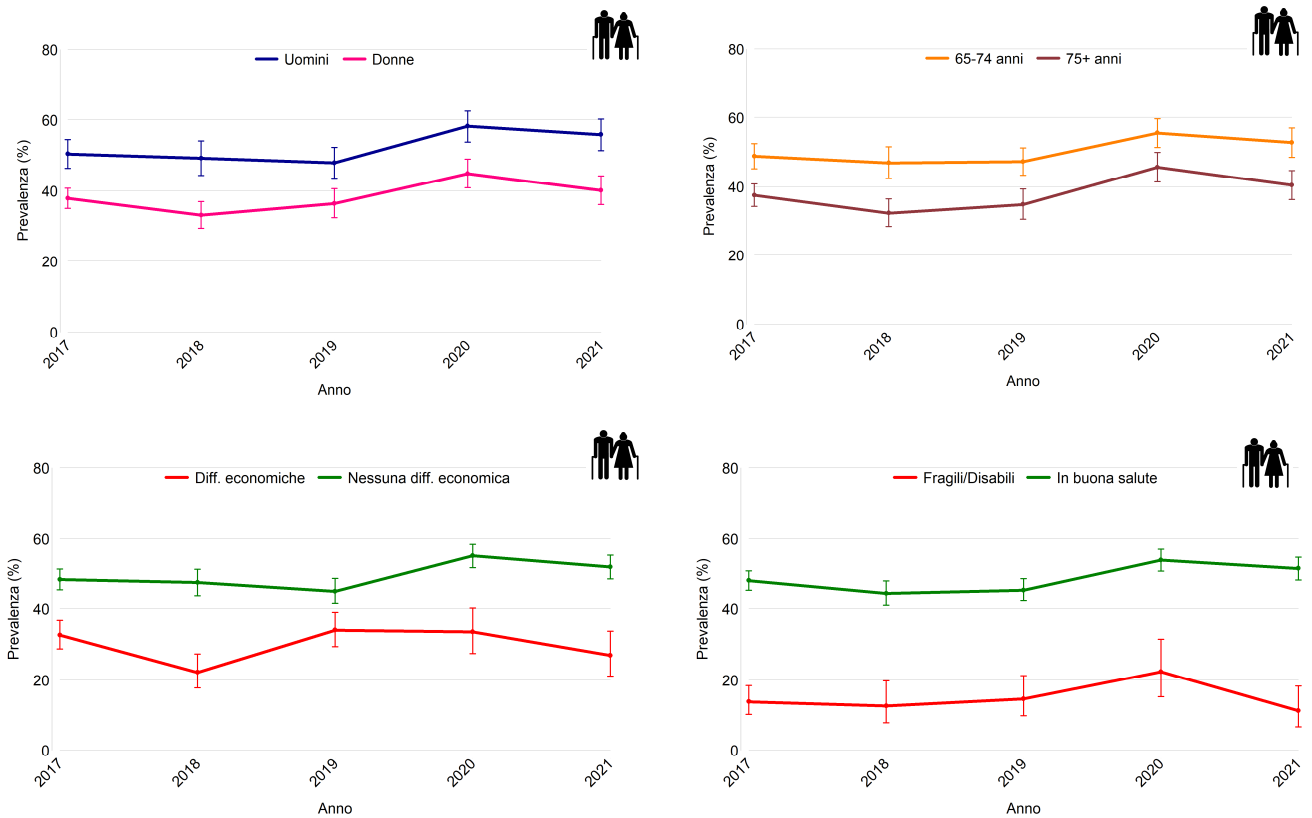 Uomini Donne
Prevalenza (%)
80
60
40
20
0
2017 2018 2019 2020 2021
Anno
65-74 anni 75+ anni
Prevalenza (%)
80
60
40
20
0
2017 2018 2019 2020 2021
Anno
Diff. economiche Nessuna diff. economica
Prevalenza (%)
80
60
40
20
0
2017 2018 2019 2020 2021
Anno
Fragili/Disabili In buona salute
Prevalenza (%)
80
60
40
20
0
2017 2018 2019 2020 2021
Anno